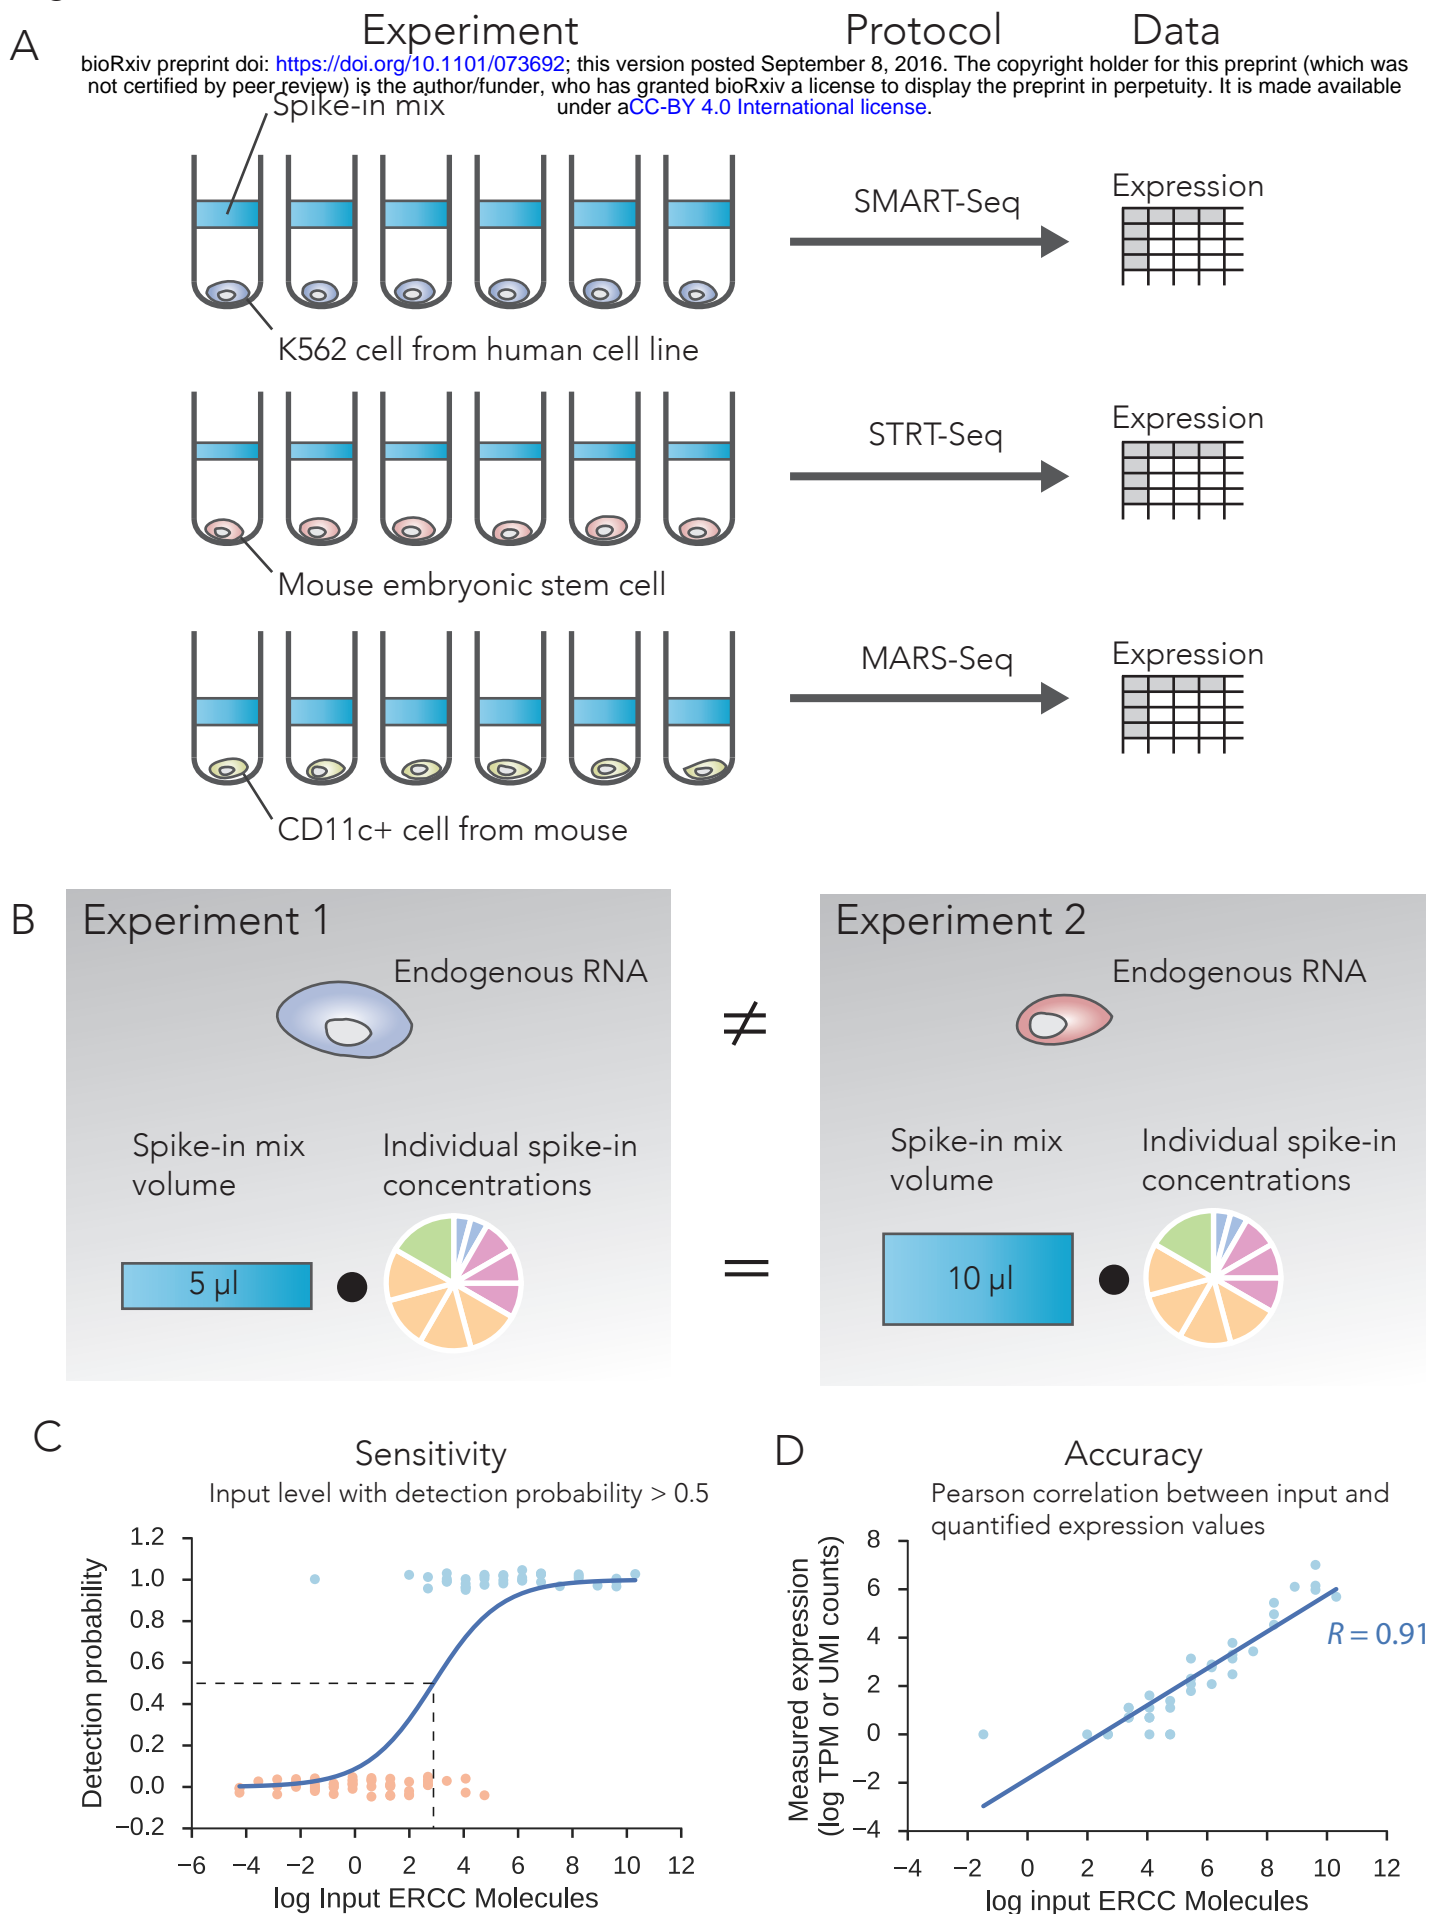 A
Experiment
Protocol
Data
bioRxiv preprint doi: https://doi.org/10.1101/073692; this version posted September 8, 2016. The copyright holder for this preprint (which was
not certified by peer review) is the author/funder, who has granted bioRxiv a license to display the preprint in perpetuity. It is made available
under aCC-BY 4.0 International license.
Spike-in mix
SMART-Seq
Expression
K562 cell from human cell line
STRT-Seq
Expression
Mouse embryonic stem cell
MARS-Seq
Expression
CD11c+ cell from mouse
B
Experiment 1
Endogenous RNA
≠
Experiment 2
Endogenous RNA
Spike-in mix
volume
Individual spike-in
concentrations
5 µl
=
Spike-in mix
volume
Individual spike-in
concentrations
10 µl
C
Sensitivity
Input level with detection probability > 0.5
Detection probability
1.2
1.0
0.8
0.6
0.4
0.2
0.0
−0.2
−6 −4 −2 0 2 4 6 8 10 12
log Input ERCC Molecules
D
Accuracy
Pearson correlation between input and
quantified expression values
Measured expression
(log TPM or UMI counts)
8
6
4
2
0
−2
−4
R = 0.91
−4 −2 0 2 4 6 8 10 12
log input ERCC Molecules